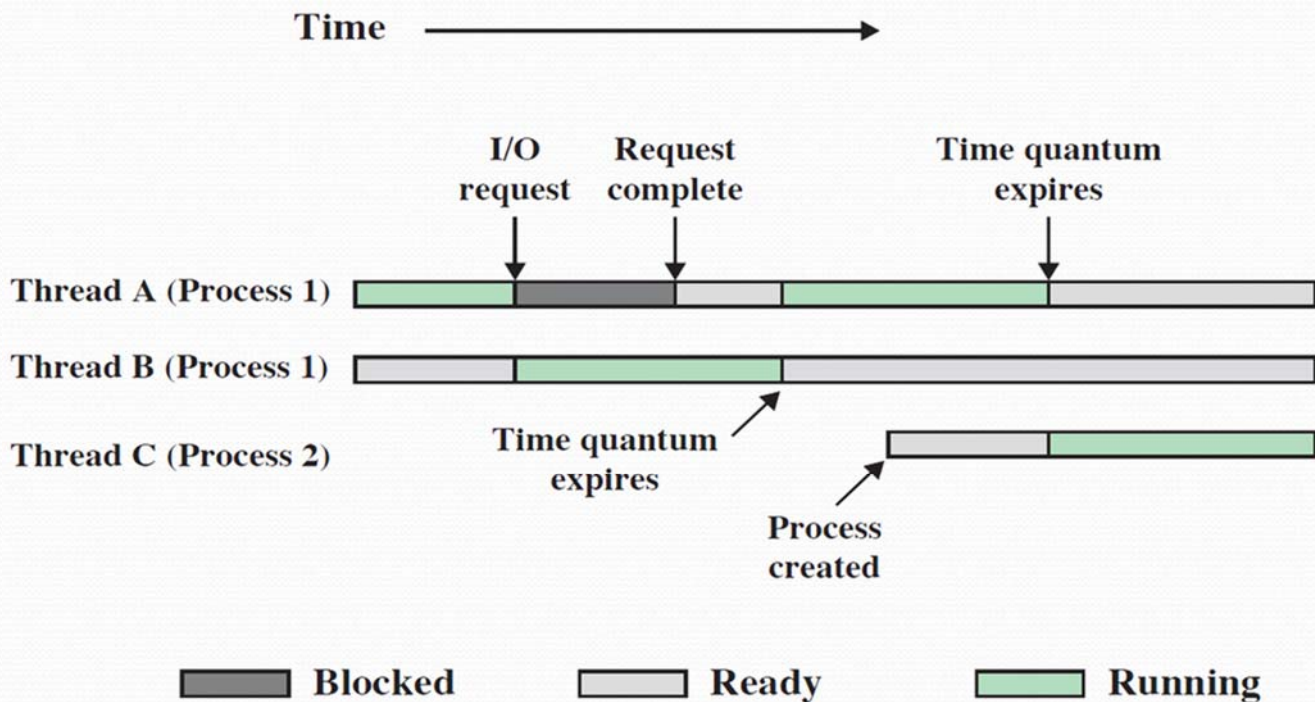 Time
I/O
request
Request
complete
Time quantum
expires
Thread A (Process 1)
Thread B (Process 1)
Thread C (Process 2)
Time quantum
expires
Process
created
Blocked
Ready
Running